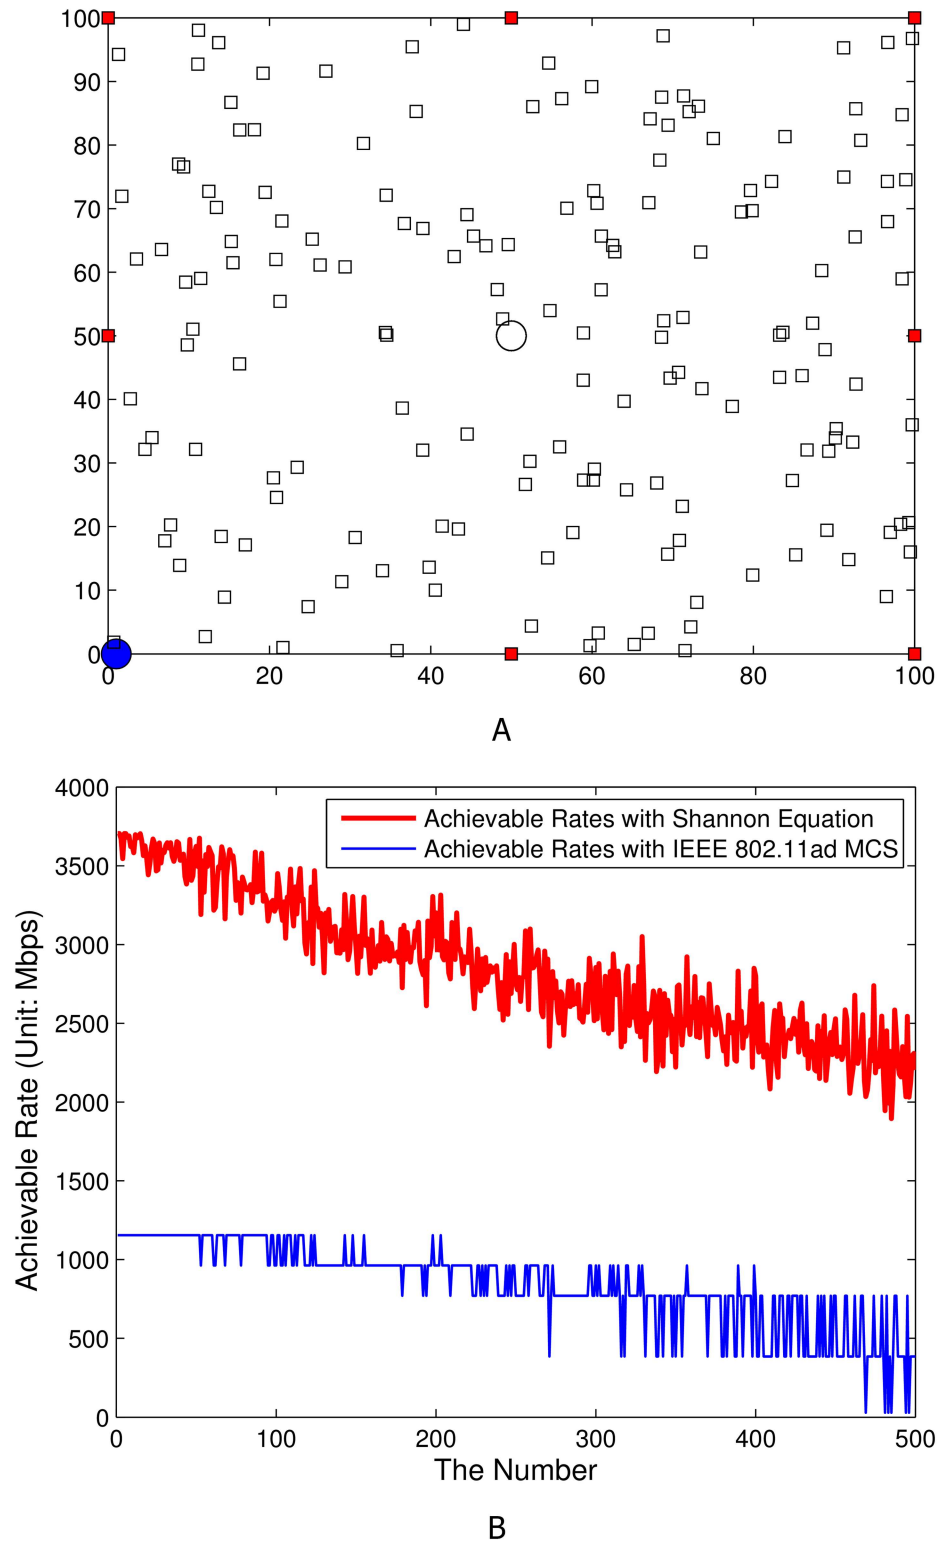 100
90
80
70
60
50
40
30
20
10
0
0 20 40 60 80 100
A
4000
3500
3000
2500
2000
1500
1000
500
0
Achievable Rate (Unit: Mbps)
Achievable Rates with Shannon Equation
Achievable Rates with IEEE 802.11ad MCS
0 100 200 300 400 500
The Number
B